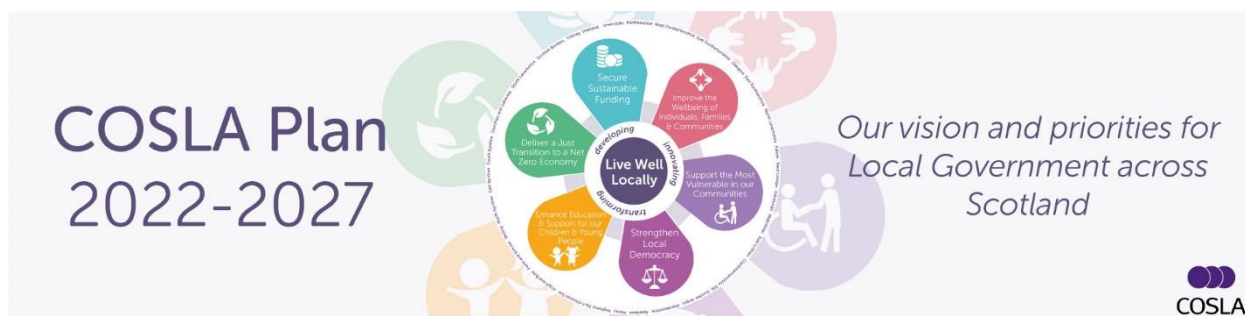 COSLA Plan
2022-2027
Secure
Sustainable
Funding
Improve the
Wellbeing of
Individuals, Families
& Communities
Support the Most
Vulnerable in our
Communities
Strengthen
Local
Democracy
Enhance Education
& Support for our
Children & Young
People
Deliver a Just
Transition to a Net
Zero Economy
developing
innovating
transforming
Live Well
Locally
Our vision and priorities for
Local Government across
Scotland
COSLA